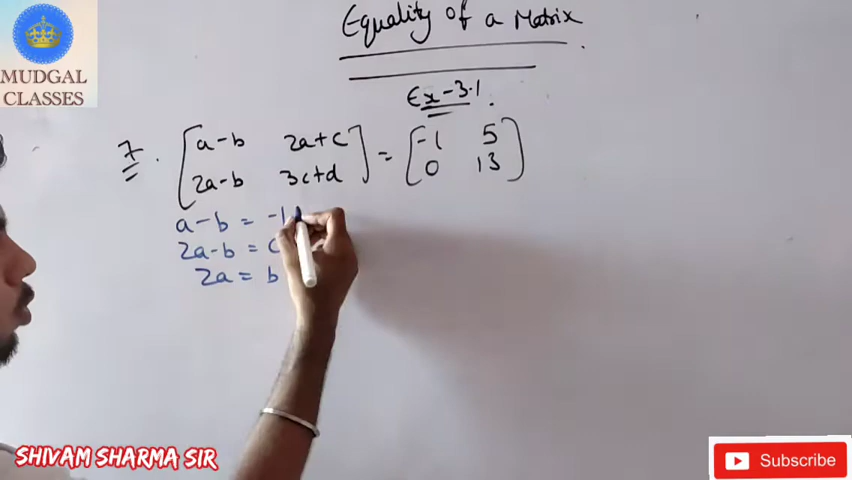 MUDGAL
CLASSES
Equality of a Matrix
Ex-3.1.
7. [a-b 2a+c] = [-1 5]
[2a-b 3c+d] [0 13]
a-b = -1
2a-b =
2a = b
SHIVAM SHARMA SIR
Subscribe